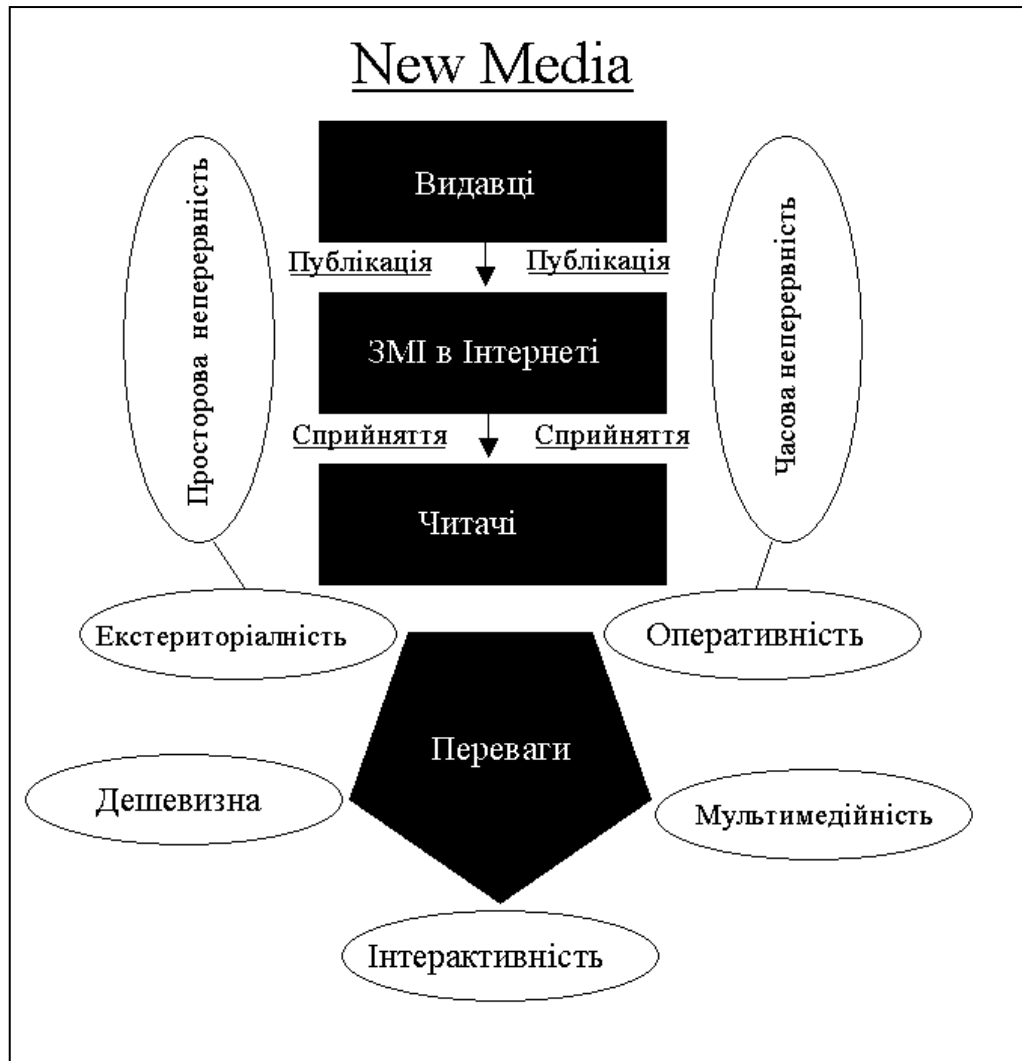 New Media
Видавці
Просторова неперервність
Часова неперервність
Публікація Публікація
ЗМІ в Інтернеті
Сприйняття Сприйняття
Читачі
Екстериторіалність
Оперативність
Переваги
Дешевизна
Мультимедійність
Інтерактивність